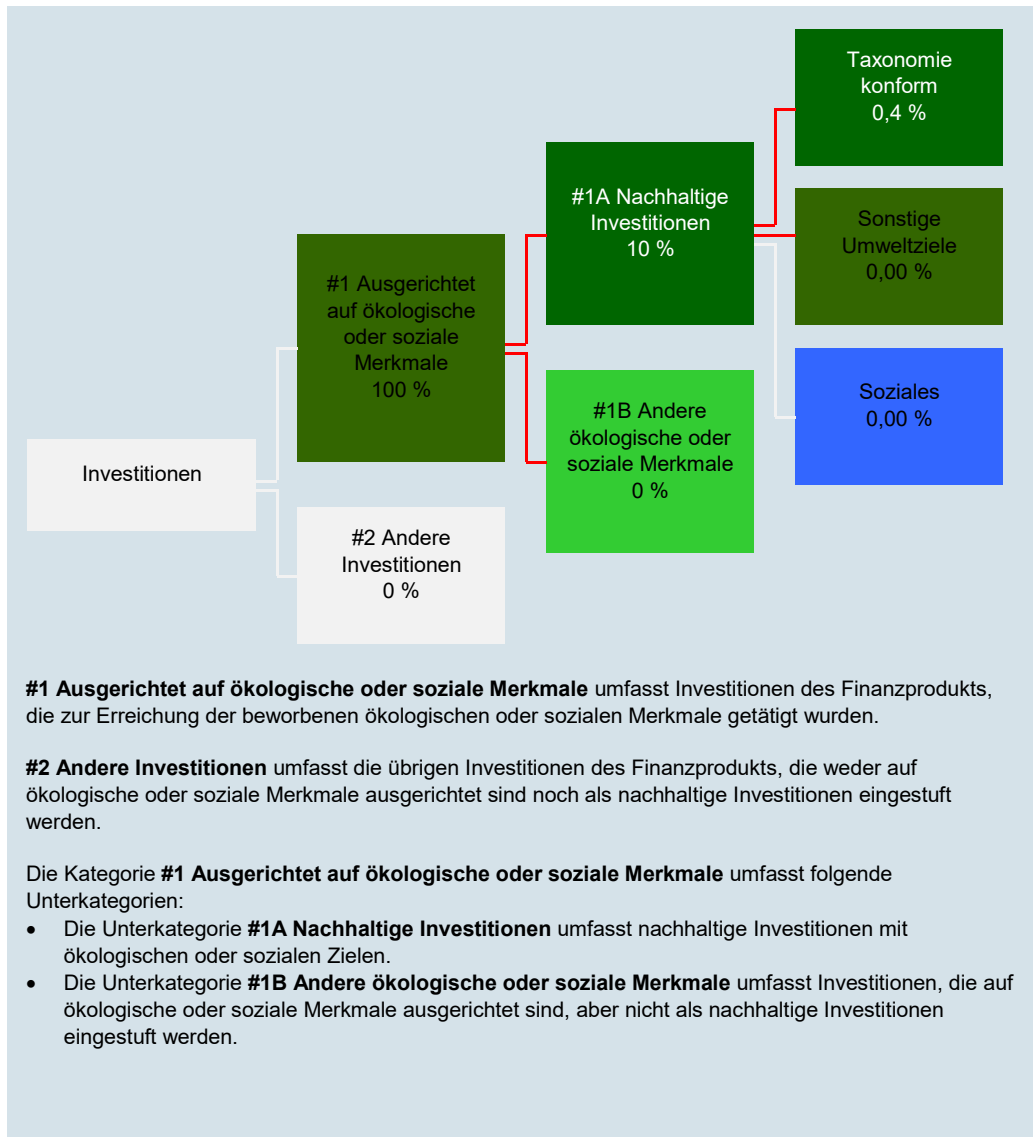 Taxonomie
konform
0,4 %
#1A Nachhaltige
Investitionen
10 %
Sonstige
Umweltziele
0,00 %
#1 Ausgerichtet
auf ökologische
oder soziale
Merkmale
100 %
Soziales
0,00 %
#1B Andere
ökologische oder
soziale Merkmale
0 %
Investitionen
#2 Andere
Investitionen
0 %
#1 Ausgerichtet auf ökologische oder soziale Merkmale umfasst Investitionen des Finanzprodukts,
die zur Erreichung der beworbenen ökologischen oder sozialen Merkmale getätigt wurden.
#2 Andere Investitionen umfasst die übrigen Investitionen des Finanzprodukts, die weder auf
ökologische oder soziale Merkmale ausgerichtet sind noch als nachhaltige Investitionen eingestuft
werden.
Die Kategorie #1 Ausgerichtet auf ökologische oder soziale Merkmale umfasst folgende
Unterkategorien:
• Die Unterkategorie #1A Nachhaltige Investitionen umfasst nachhaltige Investitionen mit
ökologischen oder sozialen Zielen.
• Die Unterkategorie #1B Andere ökologische oder soziale Merkmale umfasst Investitionen, die auf
ökologische oder soziale Merkmale ausgerichtet sind, aber nicht als nachhaltige Investitionen
eingestuft werden.